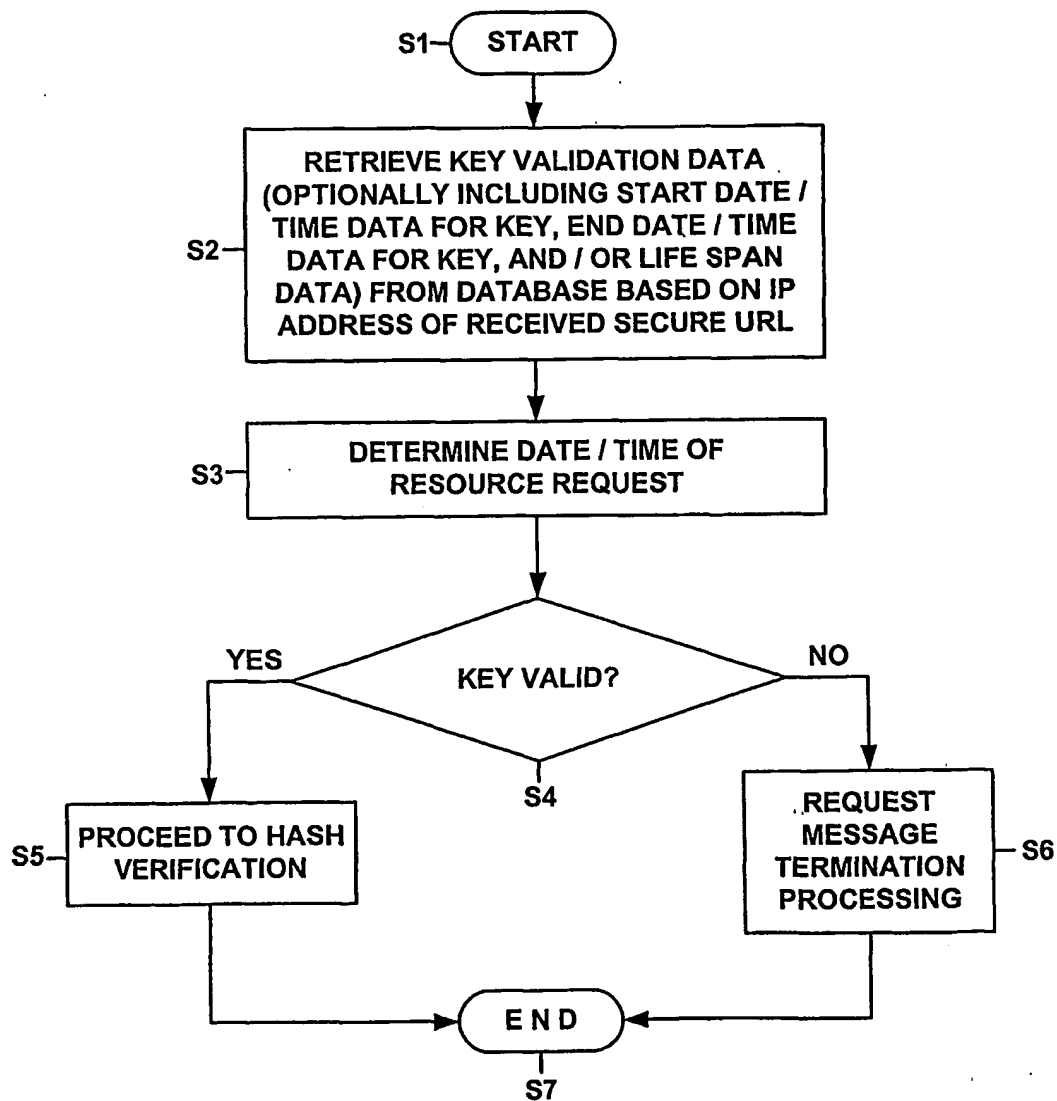 S1 START
RETRIEVE KEY VALIDATION DATA
(OPTIONALLY INCLUDING START DATE /
TIME DATA FOR KEY, END DATE / TIME
S2
DATA FOR KEY, AND / OR LIFE SPAN
DATA) FROM DATABASE BASED ON IP
ADDRESS OF RECEIVED SECURE URL
DETERMINE DATE / TIME OF
S3
RESOURCE REQUEST
YES
NO
KEY VALID?
S4
S5
PROCEED TO HASH
VERIFICATION
REQUEST
MESSAGE
TERMINATION
PROCESSING
S6
E N D
S7